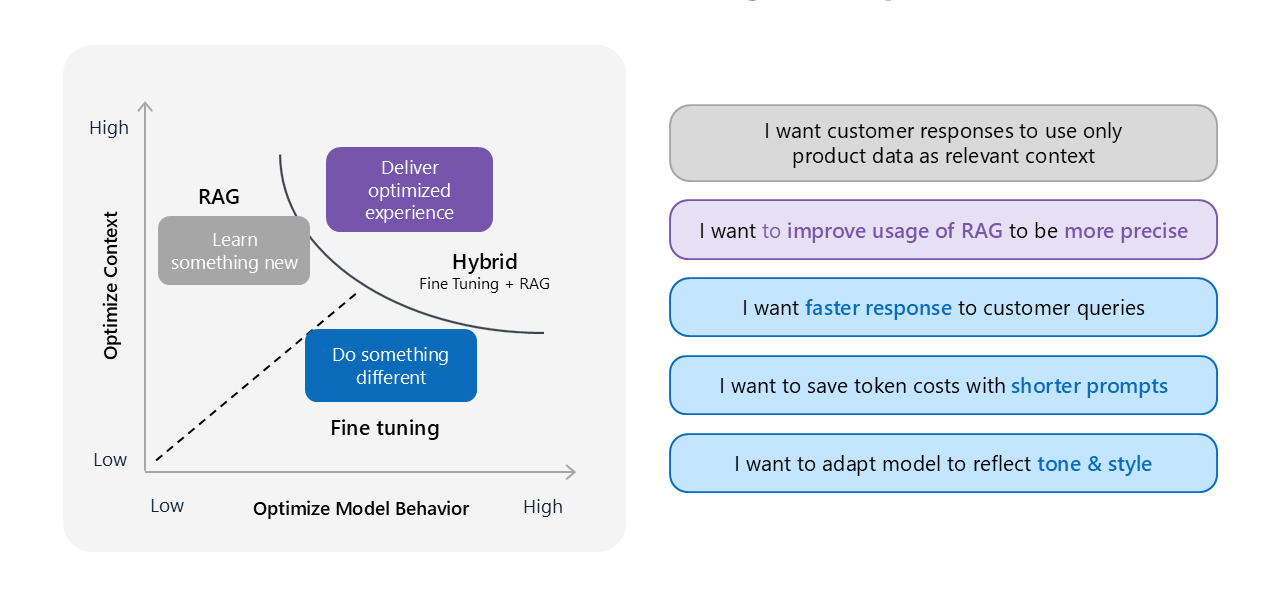 High
RAG
Learn
something new
Deliver
optimized
experience
Hybrid
Fine Tuning + RAG
Optimize Context
Do something
different
Fine tuning
Low
Low
Optimize Model Behavior
High
I want customer responses to use only
product data as relevant context
I want to improve usage of RAG to be more precise
I want faster response to customer queries
I want to save token costs with shorter prompts
I want to adapt model to reflect tone & style